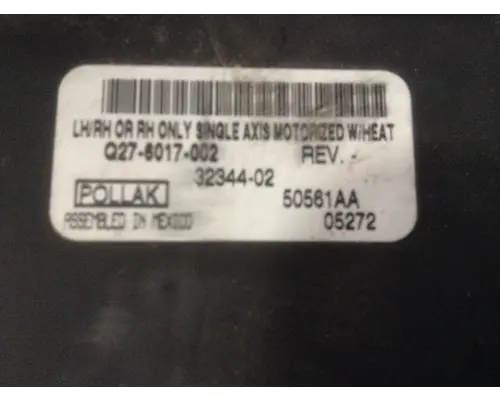 LH/RH OR RH ONLY SINGLE AXIS MOTORIZED W/HEAT
Q27-6017-002 REV. -
32344-02
POLLAK 50561AA
ASSEMBLED IN MEXICO 05272